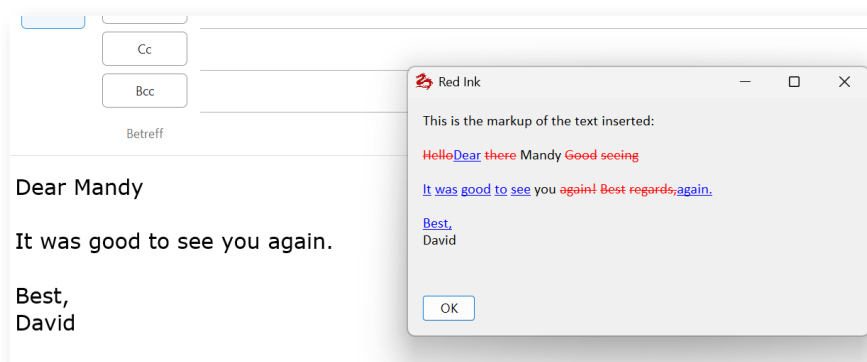 Cc
Bcc
Betreff
Dear Mandy
It was good to see you again.
Best,
David
Red Ink
This is the markup of the text inserted:
HelloDear there Mandy Good seeing
It was good to see you again! Best regards,again.
Best,
David
OK